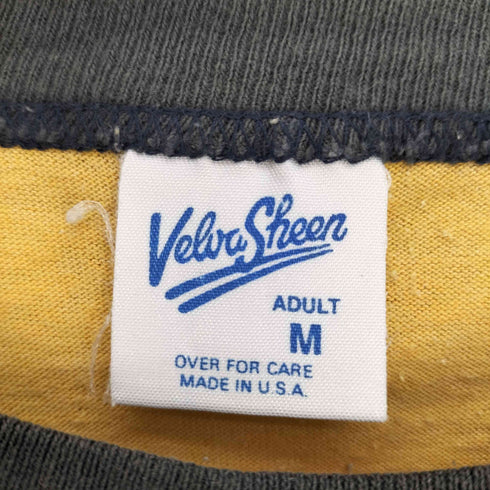 Velva Sheen
ADULT
M
OVER FOR CARE
MADE IN U.S.A.